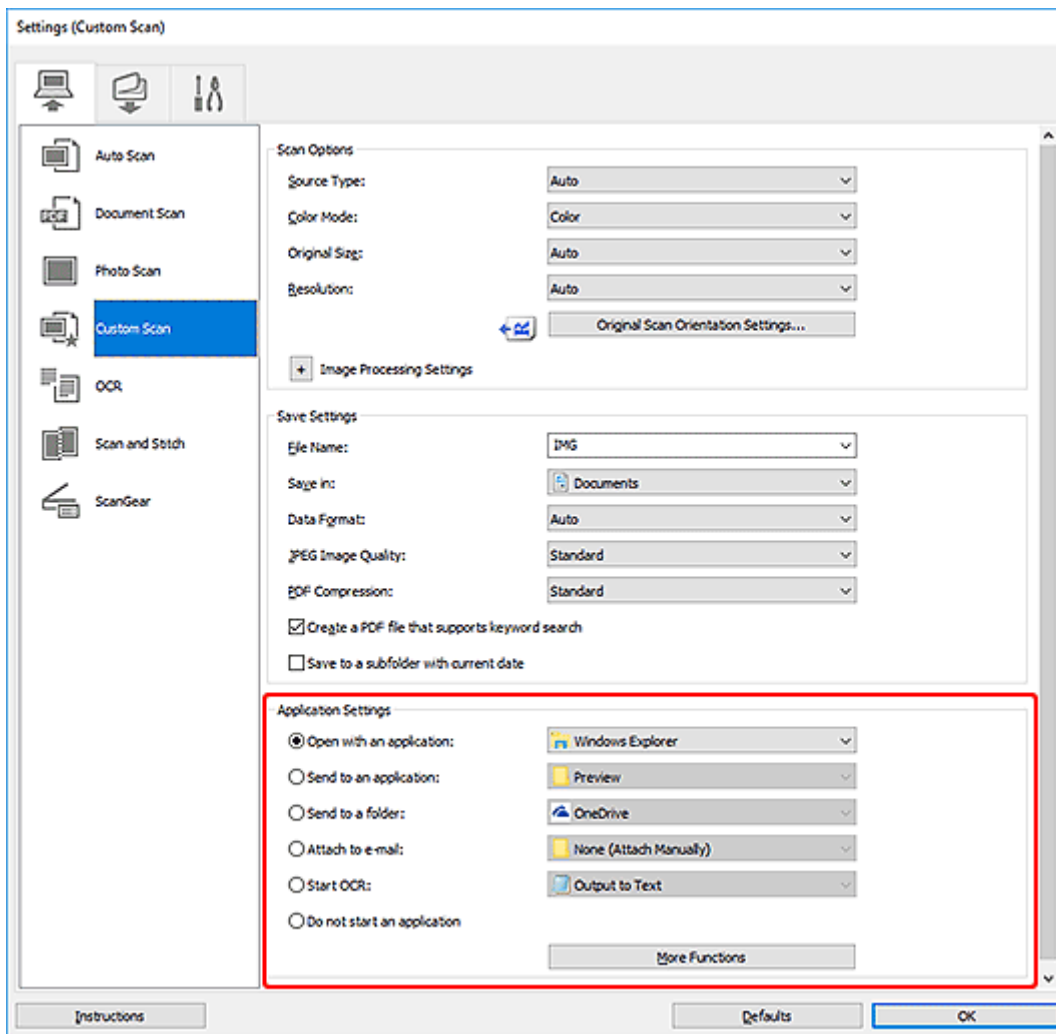 Settings (Custom Scan)
Auto Scan
Document Scan
Photo Scan
Custom Scan
OCR
Scan and Stitch
ScanGear
Scan Options
Source Type: Auto
Color Mode: Color
Original Size: Auto
Resolution: Auto
R Original Scan Orientation Settings...
+ Image Processing Settings
Save Settings
File Name: IMG
Save in: Documents
Data Format: Auto
JPEG Image Quality: Standard
PDF Compression: Standard
Create a PDF file that supports keyword search
Save to a subfolder with current date
Application Settings
Open with an application: Windows Explorer
Send to an application: Preview
Send to a folder: OneDrive
Attach to e-mail: None (Attach Manually)
Start OCR: Output to Text
Do not start an application
More Functions
Instructions Defaults OK